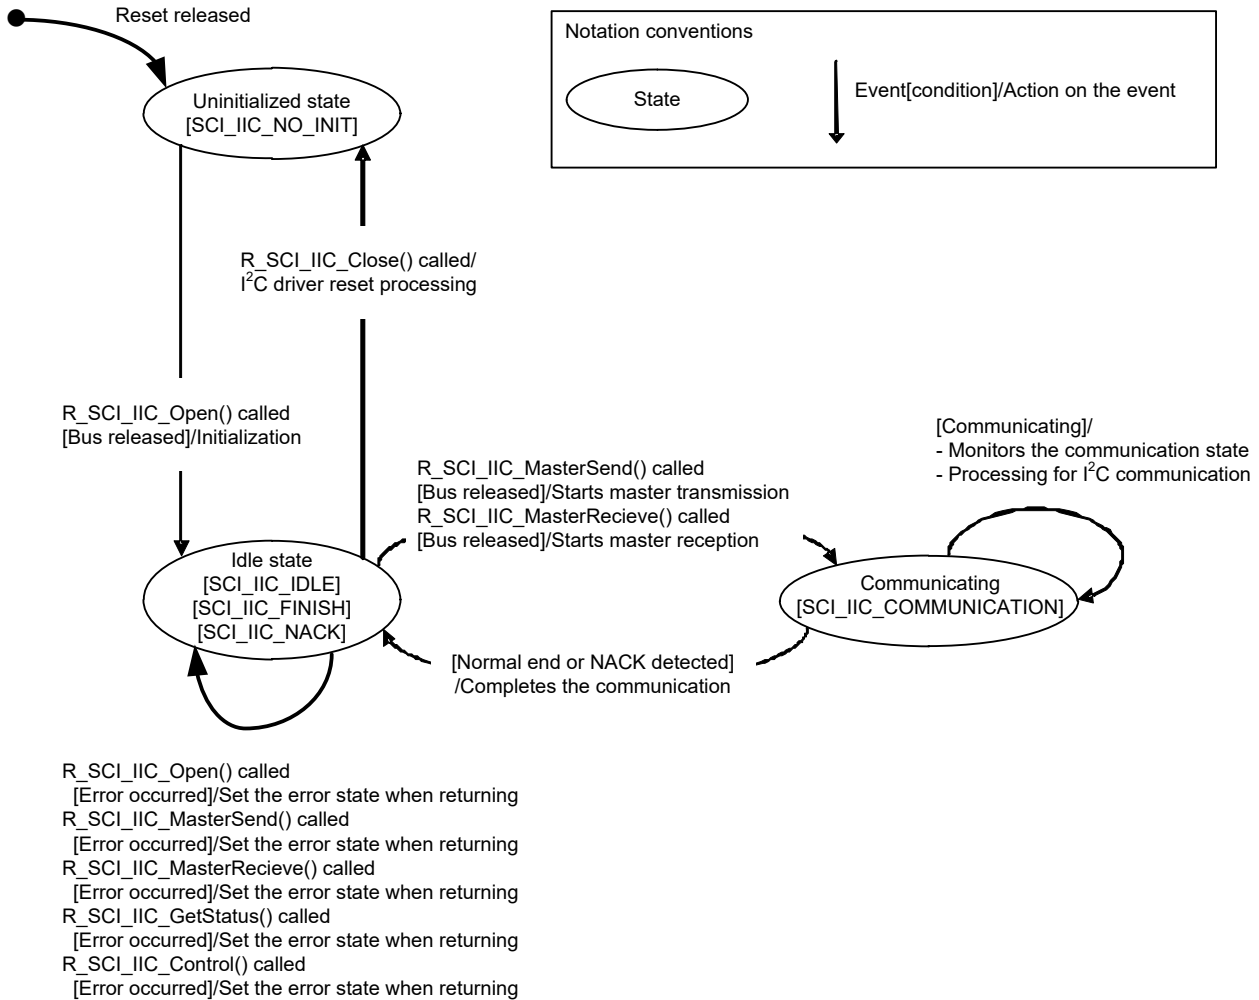 Reset released
Notation conventions
State
Event[condition]/Action on the event
Uninitialized state
[SCI_IIC_NO_INIT]
R_SCI_IIC_Close() called/
I²C driver reset processing
R_SCI_IIC_Open() called
[Bus released]/Initialization
R_SCI_IIC_MasterSend() called
[Bus released]/Starts master transmission
R_SCI_IIC_MasterRecieve() called
[Bus released]/Starts master reception
[Communicating]/
- Monitors the communication state
- Processing for I²C communication
Idle state
[SCI_IIC_IDLE]
[SCI_IIC_FINISH]
[SCI_IIC_NACK]
Communicating
[SCI_IIC_COMMUNICATION]
[Normal end or NACK detected]
/Completes the communication
R_SCI_IIC_Open() called
[Error occurred]/Set the error state when returning
R_SCI_IIC_MasterSend() called
[Error occurred]/Set the error state when returning
R_SCI_IIC_MasterRecieve() called
[Error occurred]/Set the error state when returning
R_SCI_IIC_GetStatus() called
[Error occurred]/Set the error state when returning
R_SCI_IIC_Control() called
[Error occurred]/Set the error state when returning